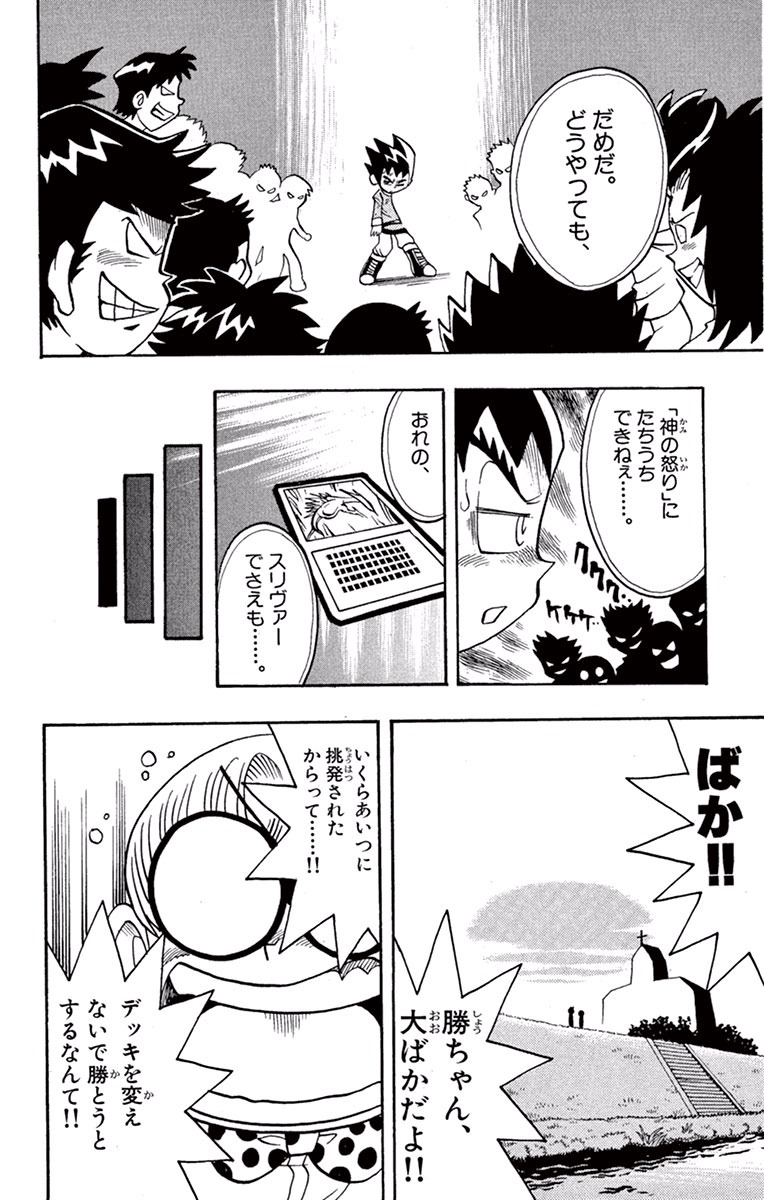 だめだ。
どうやっても、
「神の怒り」に
たちうち
できねぇ……。
クククッ
ケケケッ
おれの、
スリヴァー
でさえも……。
ばか!!
勝ちゃん、
大ばかだよ!!
いくらあいつに
挑発された
からって……!!
デッキを変え
ないで勝とうと
するなんて!!